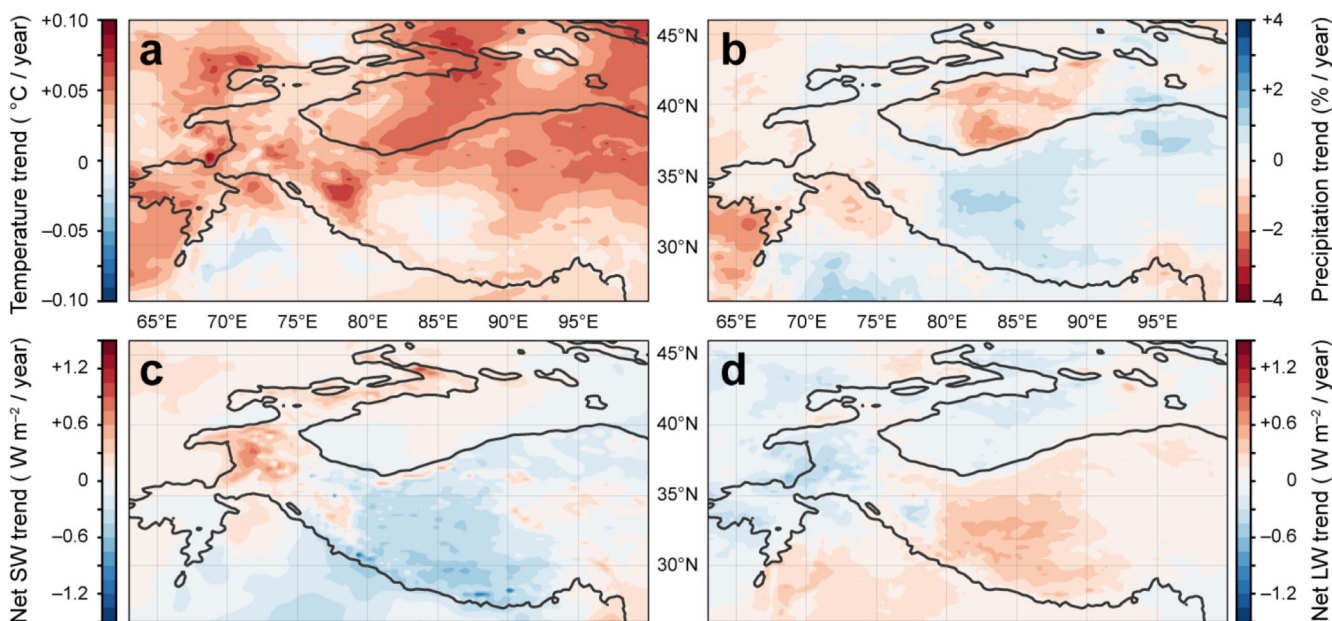 a
b
+0.10
+0.05
0
−0.05
−0.10
Temperature trend ( °C / year)
45°N
40°N
35°N
30°N
+4
+2
0
−2
−4
Precipitation trend (% / year)
65°E 70°E 75°E 80°E 85°E 90°E 95°E
65°E 70°E 75°E 80°E 85°E 90°E 95°E
c
d
+1.2
+0.6
0
−0.6
−1.2
Net SW trend ( W m⁻² / year)
45°N
40°N
35°N
30°N
+1.2
+0.6
0
−0.6
−1.2
Net LW trend ( W m⁻² / year)